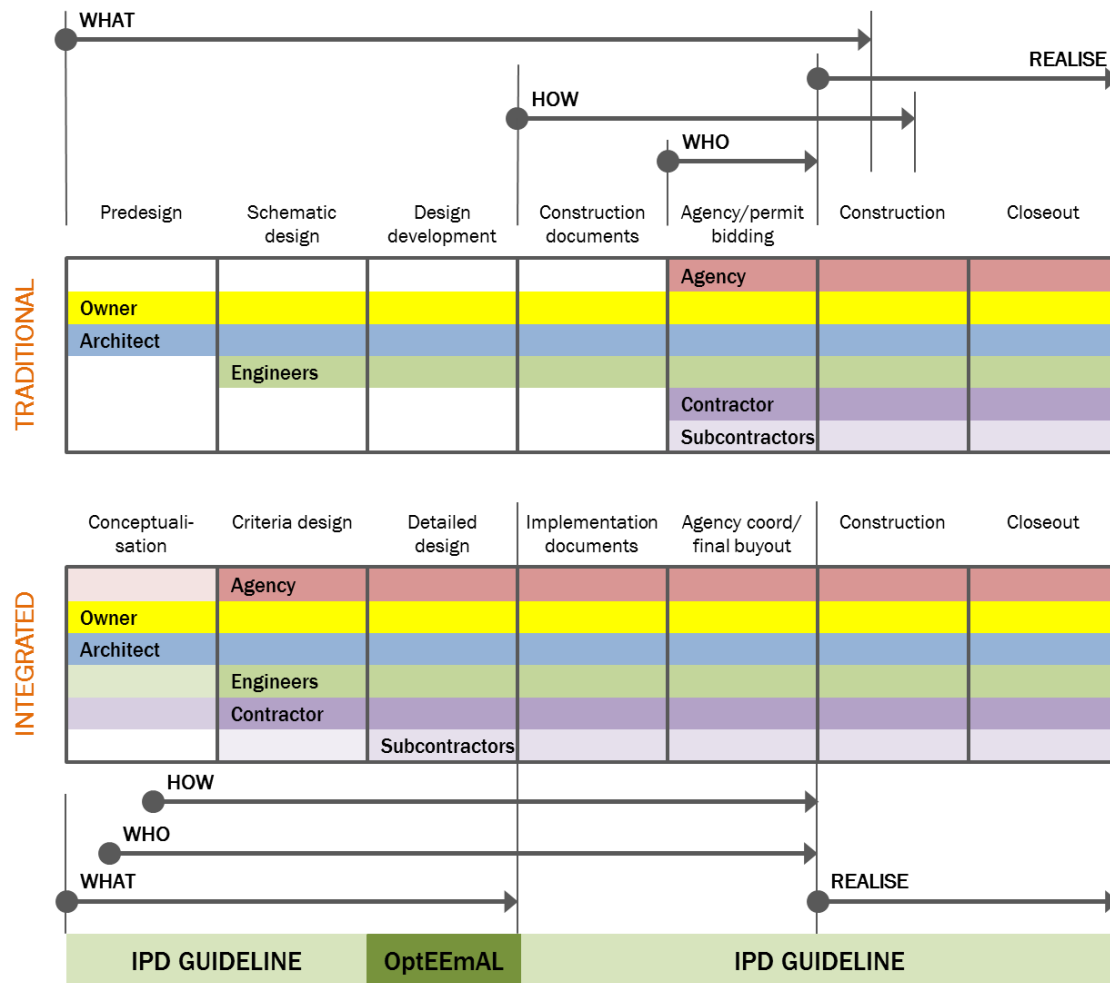 WHAT
REALISE
HOW
WHO
Predesign
Schematic
design
Design
development
Construction
documents
Agency/permit
bidding
Construction
Closeout
TRADITIONAL
Agency
Owner
Architect
Engineers
Contractor
Subcontractors
Conceptuali-
sation
Criteria design
Detailed
design
Implementation
documents
Agency coord/
final buyout
Construction
Closeout
INTEGRATED
Agency
Owner
Architect
Engineers
Contractor
Subcontractors
HOW
WHO
WHAT
REALISE
IPD GUIDELINE
OptEEmAL
IPD GUIDELINE